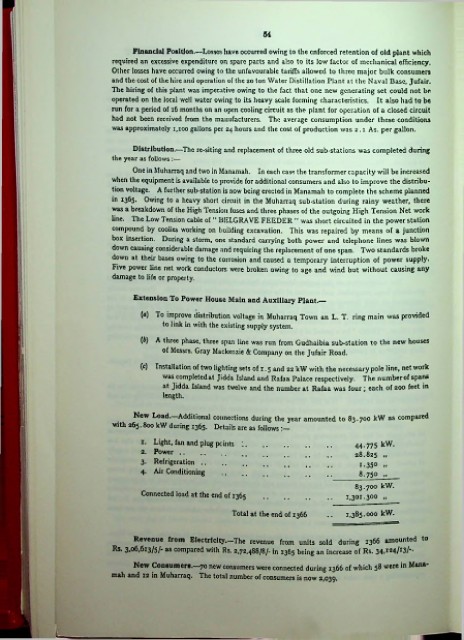 54
Financial Position.—Losses have occurred owing to the enforced retention of old plant which
required an excessive expenditure on spare parts and also to its low factor of mechanical efficiency.
Other losses have occurred owing to the unfavourable tariffs allowed to three major bulk consumers
and the cost of the hire and operation of the 20 ton Water Distillation Plant at the Naval Base, Jufair.
The hiring of this plant was imperative owing to the fact that one new generating set could not be
operated on the local well water owing to its heavy scale forming characteristics. It also had to be
run for a period of 16 months on an open cooling circuit as the plant for operation of a closed circuit
had not been received from the manufacturers. The average consumption under these conditions
was approximately 1,100 gallons per 24 hours and the cost of production was 2.1 As. per gallon.
Distribution.—The re-siting and replacement of three old sub-stations was completed during
the year as follows :—
One in Muharraq and two in Manamah. In each case the transformer capacity will be increased
when the equipment is available to provide for additional consumers and also to improve the distribu-
tion voltage. A further sub-station is now being erected in Manamah to complete the scheme planned
in 1365. Owing to a heavy short circuit in the Muharraq sub-station during rainy weather, there
was a breakdown of the High Tension fuses and three phases of the outgoing High Tension Net work
line. The Low Tension cable of " BELGRAVE FEEDER " was short circuited in the power station
compound by coolies working on building excavation. This was repaired by means of a junction
box insertion. During a storm, one standard carrying both power and telephone lines was blown
down causing considerable damage and requiring the replacement of one span. Two standards broke
down at their bases owing to the corrosion and caused a temporary interruption of power supply.
Five power line net work conductors were broken owing to age and wind but without causing any
damage to life or property.
Extension To Power House Main and Auxiliary Plant.—
(a) To improve distribution voltage in Muharraq Town an L. T. ring main was provided
to link in with the existing supply system.
(b) A three phase, three span line was run from Gudhaibia sub-station to the new houses
of Messrs. Gray Mackenzie & Company on the Jufair Road.
(c) Installation of two lighting sets of 1.5 and 22 kW with the necessary pole line, net work
was completed at Jidda Island and Rafaa Palace respectively. The number of spans
at Jidda Island was twelve and the number at Rafaa was four ; each of 200 feet in
length.
New Load.—Additional connections during the year amounted to 83.700 kW as compared
with 265.800 kW during 1365. Details are as follows :—
1. Light, fan and plug points : .. .. .. .. .. 44.775 kW.
2. Power .. .. .. .. .. .. .. 28.825 ,,
3. Refrigeration .. .. .. .. .. .. 1.350 ,,
4. Air Conditioning .. .. .. .. .. 8.750 ,,
83.700 kW.
Connected load at the end of 1365 .. .. .. .. 1,301.300 ,,
Total at the end of 1366 .. 1,385.000 kW.
Revenue from Electricity.—The revenue from units sold during 1366 amounted to
Rs. 3,06,613/5/- as compared with Rs. 2,72,488/8/- in 1365 being an increase of Rs. 34,124/13/-.
New Consumers.—70 new consumers were connected during 1366 of which 58 were in Mana-
mah and 12 in Muharraq. The total number of consumers is now 2,039.